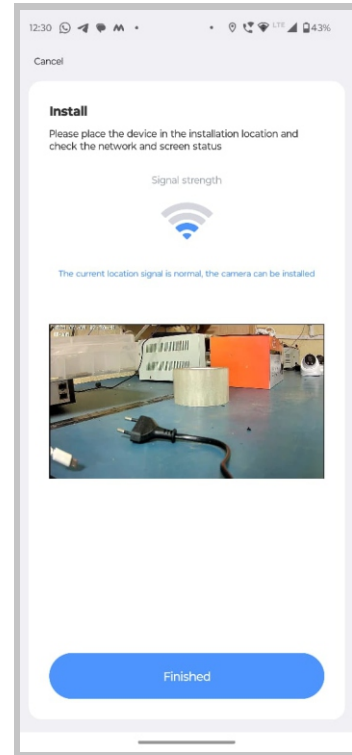 12:30 LTE 43%
Cancel
Install
Please place the device in the installation location and
check the network and screen status
Signal strength
The current location signal is normal, the camera can be installed
Finished